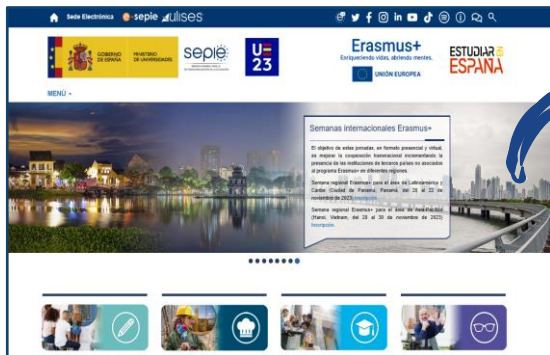 Sede Electrónica e-sepie ulises
GOBIERNO DE ESPAÑA
MINISTERIO DE UNIVERSIDADES
sepie
UE
23
Erasmus+
Enriqueciendo vidas, abriendo mentes.
UNIÓN EUROPEA
ESTUDIAR EN
ESPAÑA
MENÚ
Semanas internacionales Erasmus+
El objetivo de estas jornadas, en formato presencial y virtual,
es mejorar la cooperación transnacional incrementando la
presencia de las instituciones de terceros países no asociados
al programa Erasmus+ en diferentes regiones.
Semana regional Erasmus+ para el área de Latinoamérica y
Caribe (Ciudad de Panamá, Panamá, del 20 al 22 de
noviembre de 2023) Inscripción.
Semana regional Erasmus+ para el área de Asia-Pacífico
(Hanoi, Vietnam, del 28 al 30 de noviembre de 2023)
Inscripción.